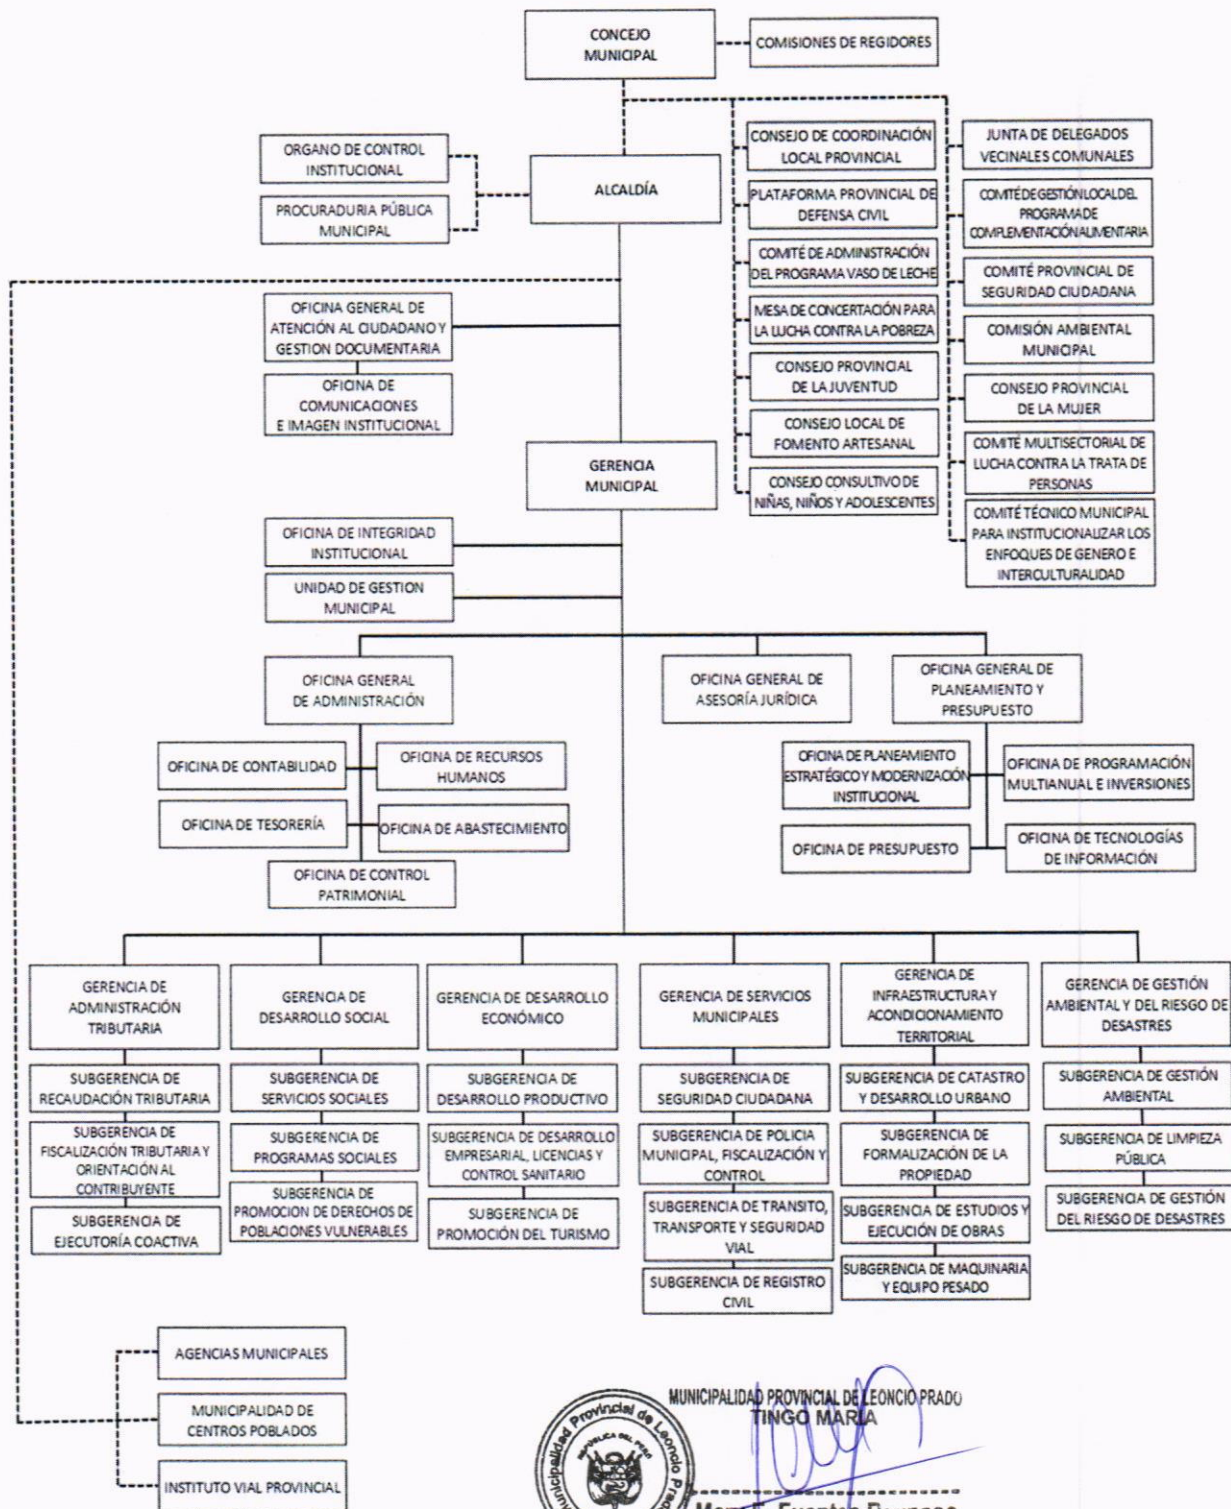 CONCEJO
MUNICIPAL
COMISIONES DE REGIDORES
ORGANO DE CONTROL
INSTITUCIONAL
PROCURADURIA PÚBLICA
MUNICIPAL
ALCALDÍA
CONSEJO DE COORDINACIÓN
LOCAL PROVINCIAL
PLATAFORMA PROVINCIAL DE
DEFENSA CIVIL
COMITÉ DE ADMINISTRACIÓN
DEL PROGRAMA VASO DE LECHE
MESA DE CONCERTACIÓN PARA
LA LUCHA CONTRA LA POBREZA
CONSEJO PROVINCIAL
DE LA JUVENTUD
CONSEJO LOCAL DE
FOMENTO ARTESANAL
CONSEJO CONSULTIVO DE
NIÑAS, NIÑOS Y ADOLESCENTES
JUNTA DE DELEGADOS
VECINALES COMUNALES
COMITÉ DE GESTIÓN LOCAL DEL
PROGRAMA DE
COMPLEMENTACIÓN ALIMENTARIA
COMITÉ PROVINCIAL DE
SEGURIDAD CIUDADANA
COMISIÓN AMBIENTAL
MUNICIPAL
CONSEJO PROVINCIAL
DE LA MUJER
COMITÉ MULTISECTORIAL DE
LUCHA CONTRA LA TRATA DE
PERSONAS
COMITÉ TÉCNICO MUNICIPAL
PARA INSTITUCIONALIZAR LOS
ENFOQUES DE GENERO E
INTERCULTURALIDAD
OFICINA GENERAL DE
ATENCIÓN AL CIUDADANO Y
GESTION DOCUMENTARIA
OFICINA DE
COMUNICACIONES
E IMAGEN INSTITUCIONAL
GERENCIA
MUNICIPAL
OFICINA DE INTEGRIDAD
INSTITUCIONAL
UNIDAD DE GESTION
MUNICIPAL
OFICINA GENERAL
DE ADMINISTRACIÓN
OFICINA GENERAL DE
ASESORÍA JURÍDICA
OFICINA GENERAL DE
PLANEAMIENTO Y
PRESUPUESTO
OFICINA DE CONTABILIDAD
OFICINA DE RECURSOS
HUMANOS
OFICINA DE TESORERÍA
OFICINA DE ABASTECIMIENTO
OFICINA DE CONTROL
PATRIMONIAL
OFICINA DE PLANEAMIENTO
ESTRATÉGICO Y MODERNIZACIÓN
INSTITUCIONAL
OFICINA DE PROGRAMACIÓN
MULTIANUAL E INVERSIONES
OFICINA DE PRESUPUESTO
OFICINA DE TECNOLOGÍAS
DE INFORMACIÓN
GERENCIA DE
ADMINISTRACIÓN
TRIBUTARIA
SUBGERENCIA DE
RECAUDACIÓN TRIBUTARIA
SUBGERENCIA DE
FISCALIZACIÓN TRIBUTARIA Y
ORIENTACIÓN AL
CONTRIBUYENTE
SUBGERENCIA DE
EJECUTORÍA COACTIVA
GERENCIA DE
DESARROLLO SOCIAL
SUBGERENCIA DE
SERVICIOS SOCIALES
SUBGERENCIA DE
PROGRAMAS SOCIALES
SUBGERENCIA DE
PROMOCION DE DERECHOS DE
POBLACIONES VULNERABLES
GERENCIA DE DESARROLLO
ECONÓMICO
SUBGERENCIA DE
DESARROLLO PRODUCTIVO
SUBGERENCIA DE DESARROLLO
EMPRESARIAL, LICENCIAS Y
CONTROL SANITARIO
SUBGERENCIA DE
PROMOCIÓN DEL TURISMO
GERENCIA DE SERVICIOS
MUNICIPALES
SUBGERENCIA DE
SEGURIDAD CIUDADANA
SUBGERENCIA DE POLICIA
MUNICIPAL, FISCALIZACIÓN Y
CONTROL
SUBGERENCIA DE TRANSITO,
TRANSPORTE Y SEGURIDAD
VIAL
SUBGERENCIA DE REGISTRO
CIVIL
GERENCIA DE
INFRAESTRUCTURA Y
ACONDICIONAMIENTO
TERRITORIAL
SUBGERENCIA DE CATASTRO
Y DESARROLLO URBANO
SUBGERENCIA DE
FORMALIZACIÓN DE LA
PROPIEDAD
SUBGERENCIA DE ESTUDIOS Y
EJECUCIÓN DE OBRAS
SUBGERENCIA DE MAQUINARIA
Y EQUIPO PESADO
GERENCIA DE GESTIÓN
AMBIENTAL Y DEL RIESGO DE
DESASTRES
SUBGERENCIA DE GESTIÓN
AMBIENTAL
SUBGERENCIA DE LIMPIEZA
PÚBLICA
SUBGERENCIA DE GESTIÓN
DEL RIESGO DE DESASTRES
AGENCIAS MUNICIPALES
MUNICIPALIDAD DE
CENTROS POBLADOS
INSTITUTO VIAL PROVINCIAL
MUNICIPALIDAD PROVINCIAL DE LEONCIO PRADO
TINGO MARIA
Municipalidad Provincial de Leoncio Prado
REPÚBLICA DEL PERÚ
Fuentes